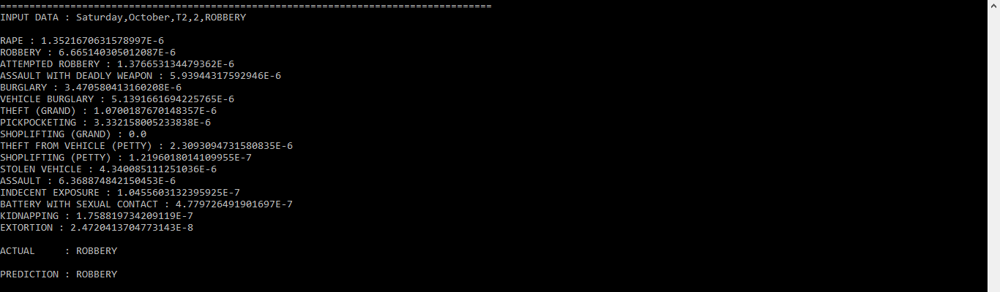 ====================================================================================
INPUT DATA : Saturday,October,T2,2,ROBBERY
RAPE : 1.3521670631578997E-6
ROBBERY : 6.665140305012087E-6
ATTEMPTED ROBBERY : 1.376653134479362E-6
ASSAULT WITH DEADLY WEAPON : 5.93944317592946E-6
BURGLARY : 3.470580413160208E-6
VEHICLE BURGLARY : 5.1391661694225765E-6
THEFT (GRAND) : 1.0700187670148357E-6
PICKPOCKETING : 3.332158005233838E-6
SHOPLIFTING (GRAND) : 0.0
THEFT FROM VEHICLE (PETTY) : 2.3093094731580835E-6
SHOPLIFTING (PETTY) : 1.2196018014109955E-7
STOLEN VEHICLE : 4.340085111251036E-6
ASSAULT : 6.368874842150453E-6
INDECENT EXPOSURE : 1.0455603132395925E-7
BATTERY WITH SEXUAL CONTACT : 4.779726491901697E-7
KIDNAPPING : 1.758819734209119E-7
EXTORTION : 2.4720413704773143E-8
ACTUAL     : ROBBERY
PREDICTION : ROBBERY